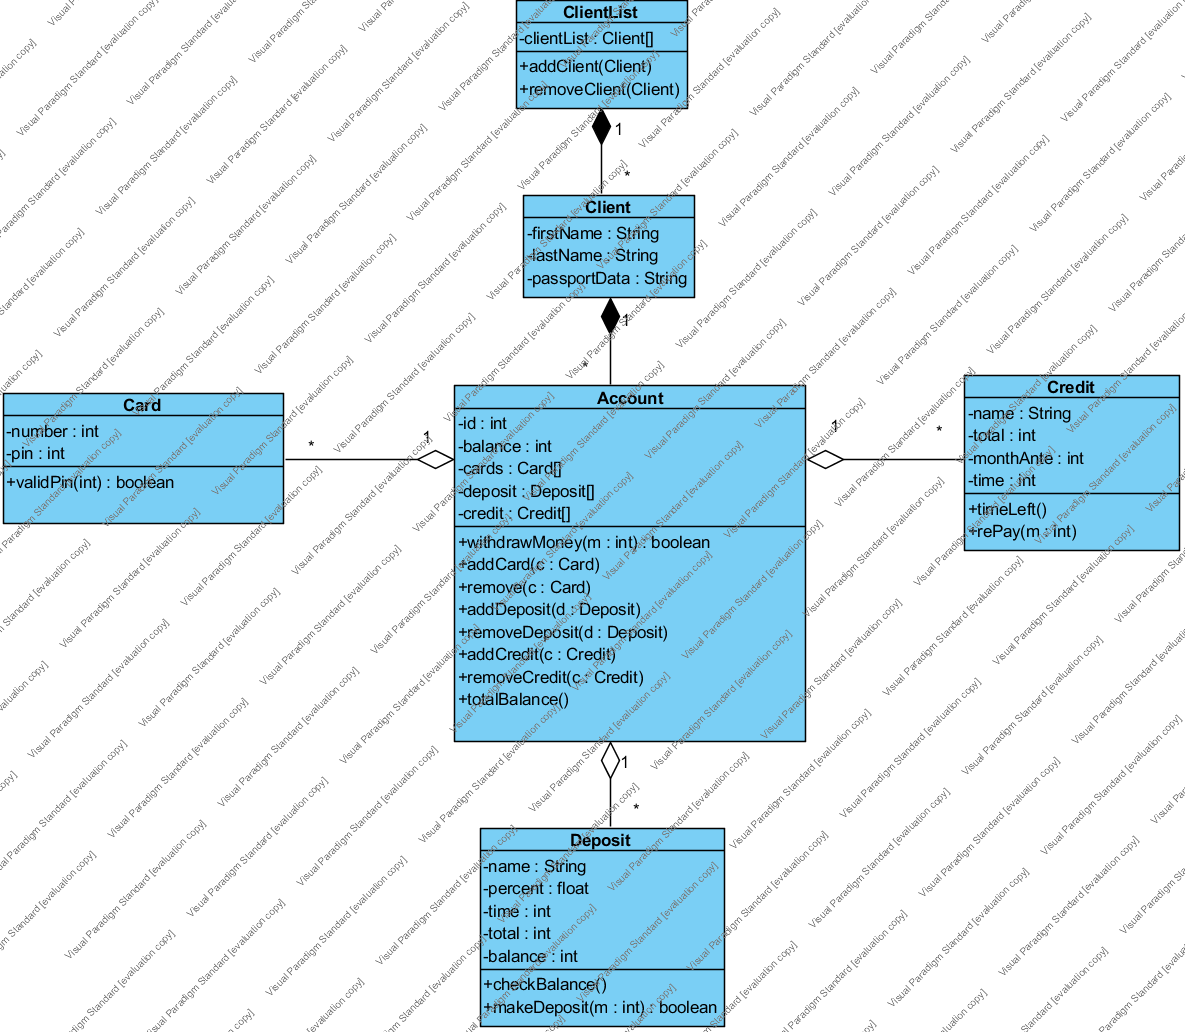 ClientList
-clientList : Client[]
+addClient(Client)
+removeClient(Client)
1
*
Client
-firstName : String
-lastName : String
-passportData : String
1
*
Card
-number : int
-pin : int
+validPin(int) : boolean
*
1
Account
-id : int
-balance : int
-cards : Card[]
-deposit : Deposit[]
-credit : Credit[]
+withdrawMoney(m : int) : boolean
+addCard(c : Card)
+remove(c : Card)
+addDeposit(d : Deposit)
+removeDeposit(d : Deposit)
+addCredit(c : Credit)
+removeCredit(c : Credit)
+totalBalance()
1
*
Credit
-name : String
-total : int
-monthAnte : int
-time : int
+timeLeft()
+rePay(m : int)
1
*
Deposit
-name : String
-percent : float
-time : int
-total : int
-balance : int
+checkBalance()
+makeDeposit(m : int) : boolean
Visual Paradigm Standard [evaluation copy]